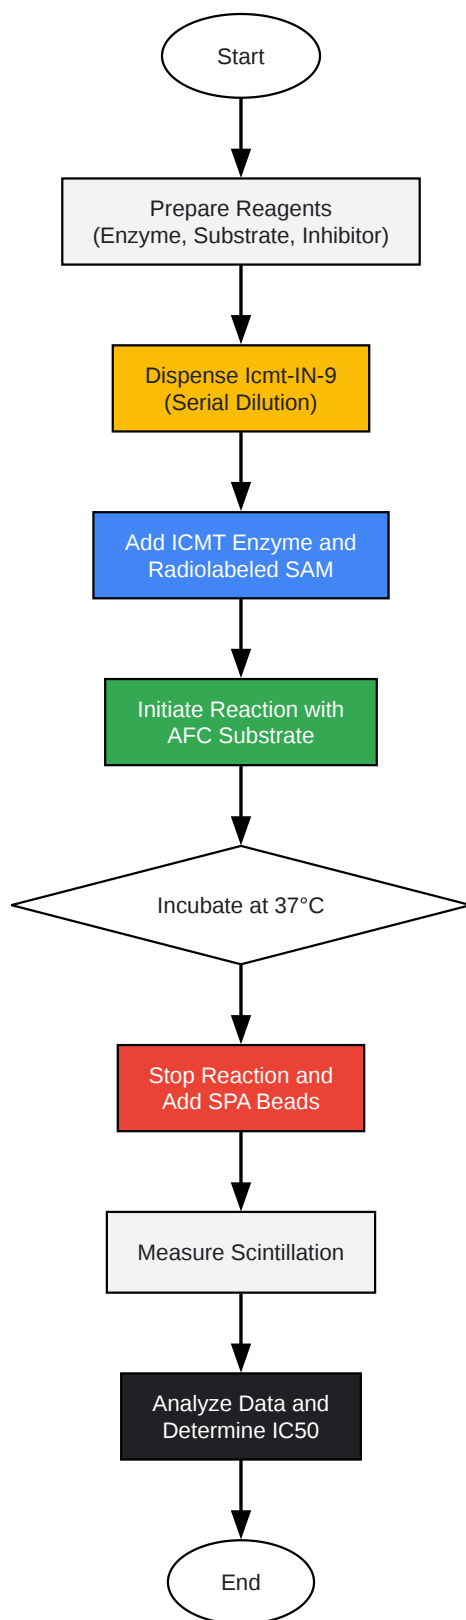 Start
Prepare Reagents
(Enzyme, Substrate, Inhibitor)
Dispense Icmt-IN-9
(Serial Dilution)
Add ICMT Enzyme and
Radiolabeled SAM
Initiate Reaction with
AFC Substrate
Incubate at 37°C
Stop Reaction and
Add SPA Beads
Measure Scintillation
Analyze Data and
Determine IC50
End